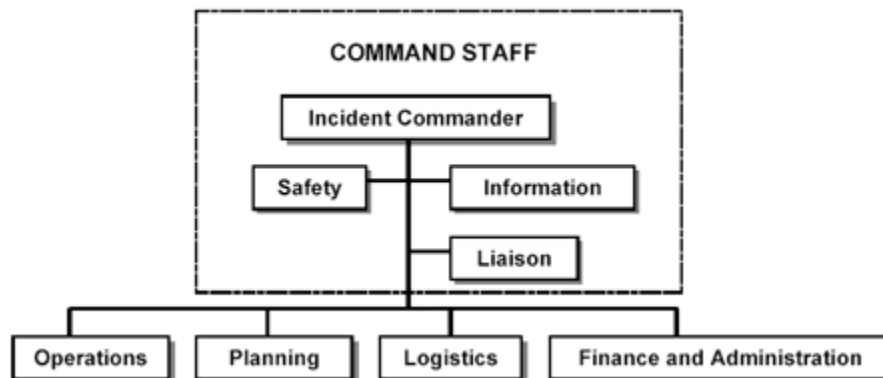 COMMAND STAFF
Incident Commander
Safety
Information
Liaison
Operations
Planning
Logistics
Finance and Administration